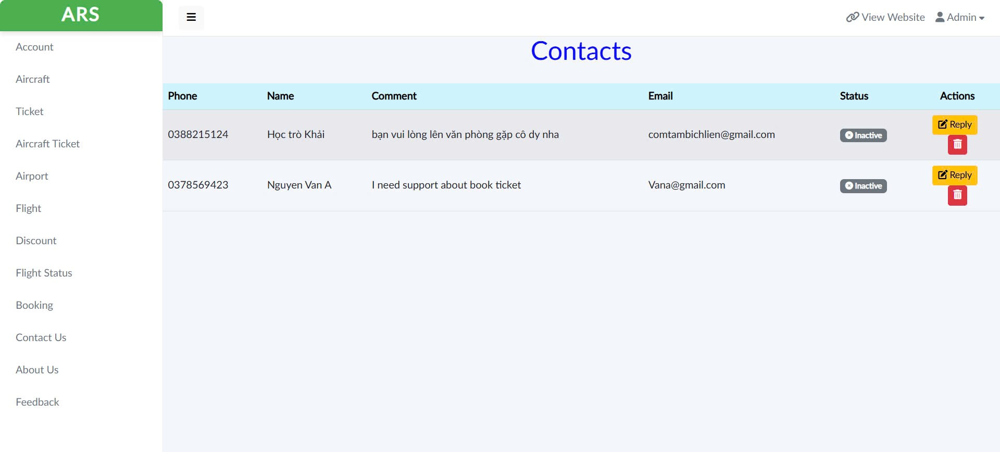 ARS
View Website Admin
Account
Aircraft
Ticket
Aircraft Ticket
Airport
Flight
Discount
Flight Status
Booking
Contact Us
About Us
Feedback
Contacts
Phone Name Comment Email Status Actions
0388215124 Học trò Khải bạn vui lòng lên văn phòng gặp cô dy nha comtambichlien@gmail.com Inactive Reply
0378569423 Nguyen Van A I need support about book ticket Vana@gmail.com Inactive Reply